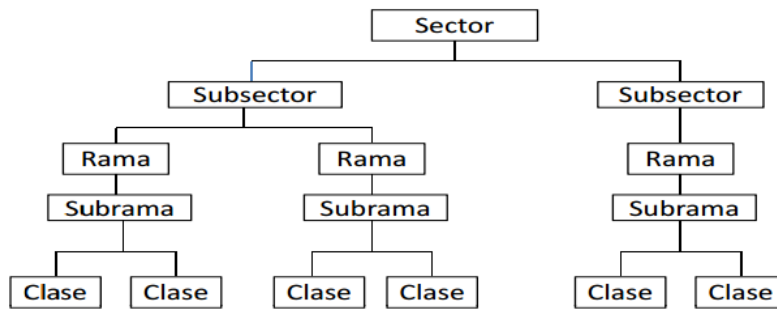 Sector
Subsector Subsector
Rama Rama Rama
Subrama Subrama Subrama
Clase Clase Clase Clase Clase Clase